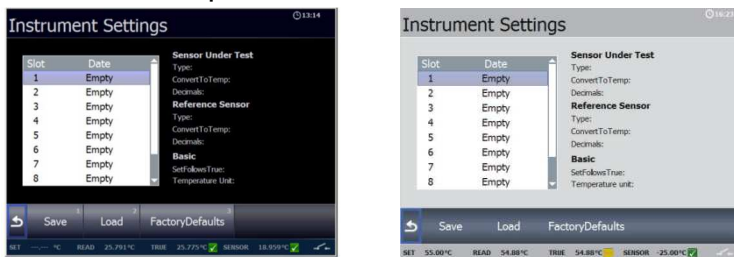 Instrument Settings
13:14
Slot Date
1 Empty
2 Empty
3 Empty
4 Empty
5 Empty
6 Empty
7 Empty
8 Empty
Sensor Under Test
Type:
ConvertToTemp:
Decimals:
Reference Sensor
Type:
ConvertToTemp:
Decimals:
Basic
SetFollowsTrue:
Temperature Unit:
1 2 3
Save Load FactoryDefaults
SET --.-- °C READ 25.791°C TRUE 25.775°C SENSOR 18.959°C
Instrument Settings
Slot Date
1 Empty
2 Empty
3 Empty
4 Empty
5 Empty
6 Empty
7 Empty
8 Empty
Sensor Under Test
Type:
ConvertToTemp:
Decimals:
Reference Sensor
Type:
ConvertToTemp:
Decimals:
Basic
SetFollowsTrue:
Temperature unit:
Save Load FactoryDefaults
SET 55.00°C READ 54.88°C TRUE 54.88°C SENSOR -25.00°C